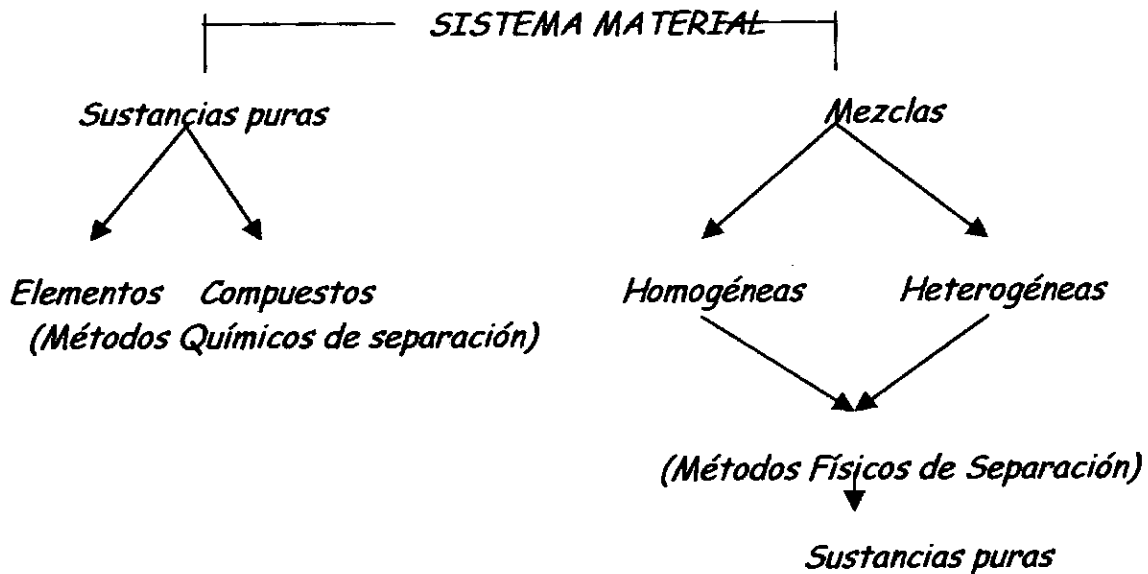 SISTEMA MATERIAL
Sustancias puras
Mezclas
Elementos Compuestos
(Métodos Químicos de separación)
Homogéneas
Heterogéneas
(Métodos Físicos de Separación)
Sustancias puras